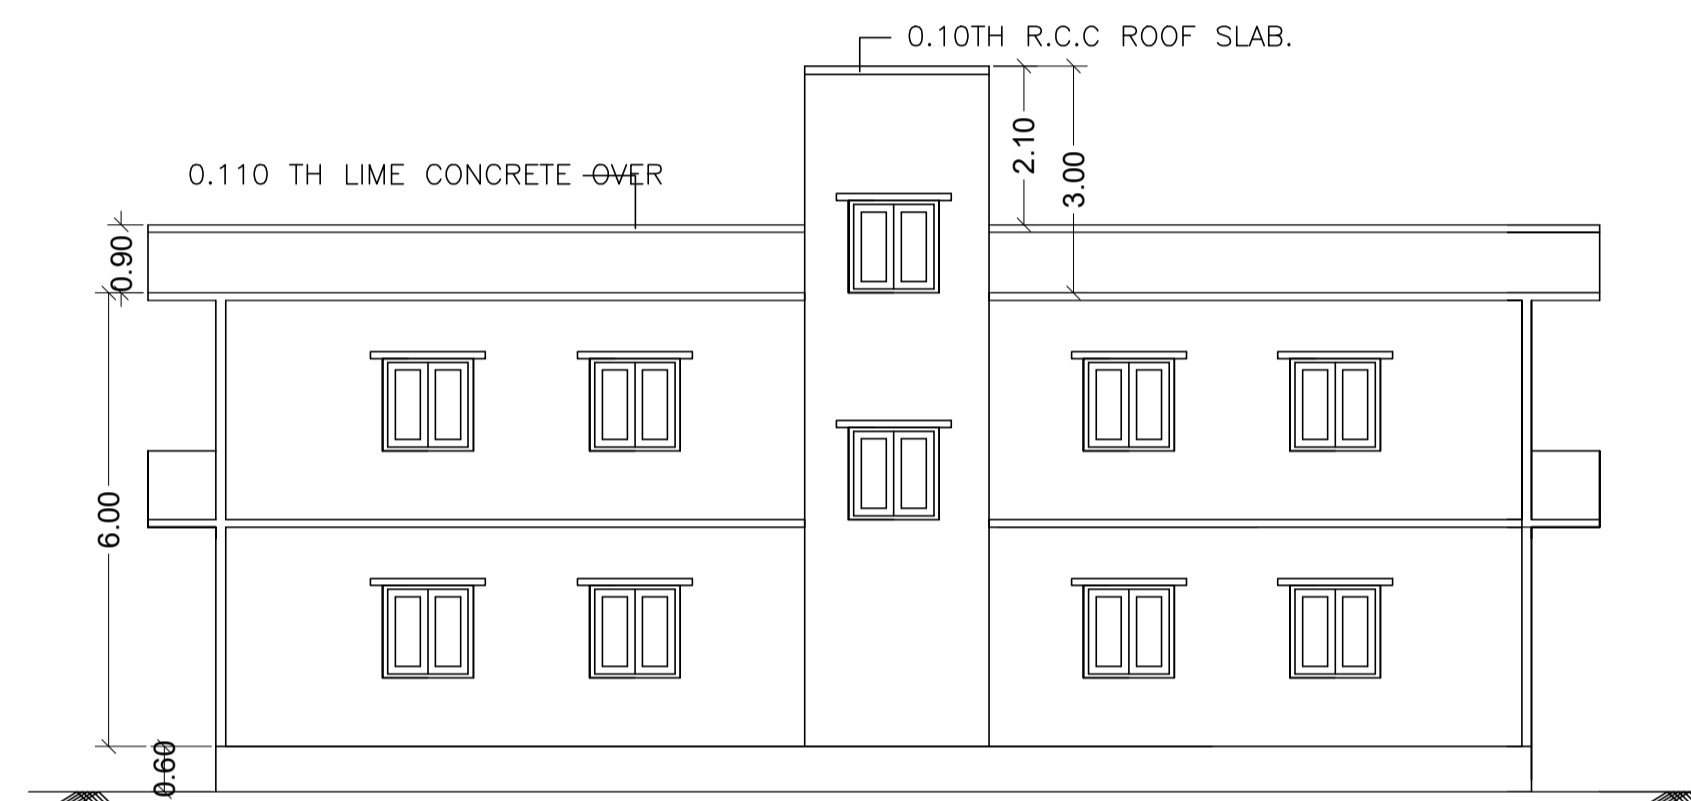 0.10TH R.C.C ROOF SLAB.
2.10
3.00
0.110 TH LIME CONCRETE OVER
0.90
6.00
0.60